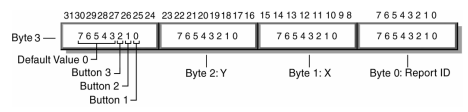 31 30 29 28 27 26 25 24 23 22 21 20 19 18 17 16 15 14 13 12 11 10 9 8 7 6 5 4 3 2 1 0
Byte 3 7 6 5 4 3 2 1 0 7 6 5 4 3 2 1 0 7 6 5 4 3 2 1 0 7 6 5 4 3 2 1 0
Default Value 0
Button 3 Byte 2: Y Byte 1: X Byte 0: Report ID
Button 2
Button 1